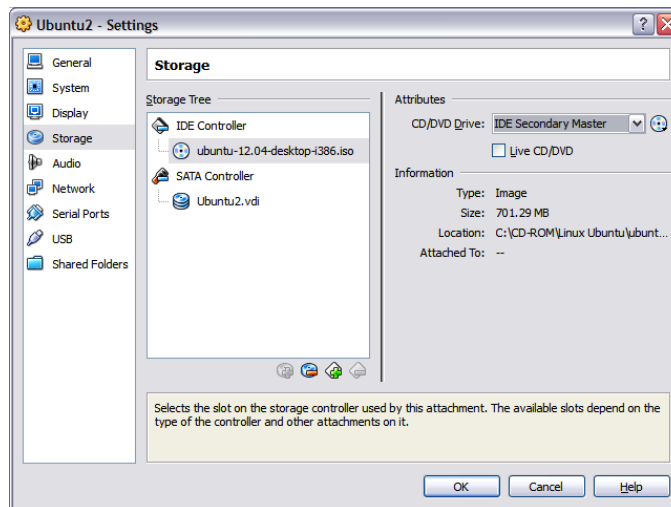 Ubuntu2 - Settings
General
System
Display
Storage
Audio
Network
Serial Ports
USB
Shared Folders
Storage
Storage Tree
IDE Controller
ubuntu-12.04-desktop-i386.iso
SATA Controller
Ubuntu2.vdi
Attributes
CD/DVD Drive: IDE Secondary Master
Live CD/DVD
Information
Type: Image
Size: 701.29 MB
Location: C:\CD-ROM\Linux Ubuntu\ubunt...
Attached To: --
Selects the slot on the storage controller used by this attachment. The available slots depend on the
type of the controller and other attachments on it.
OK Cancel Help